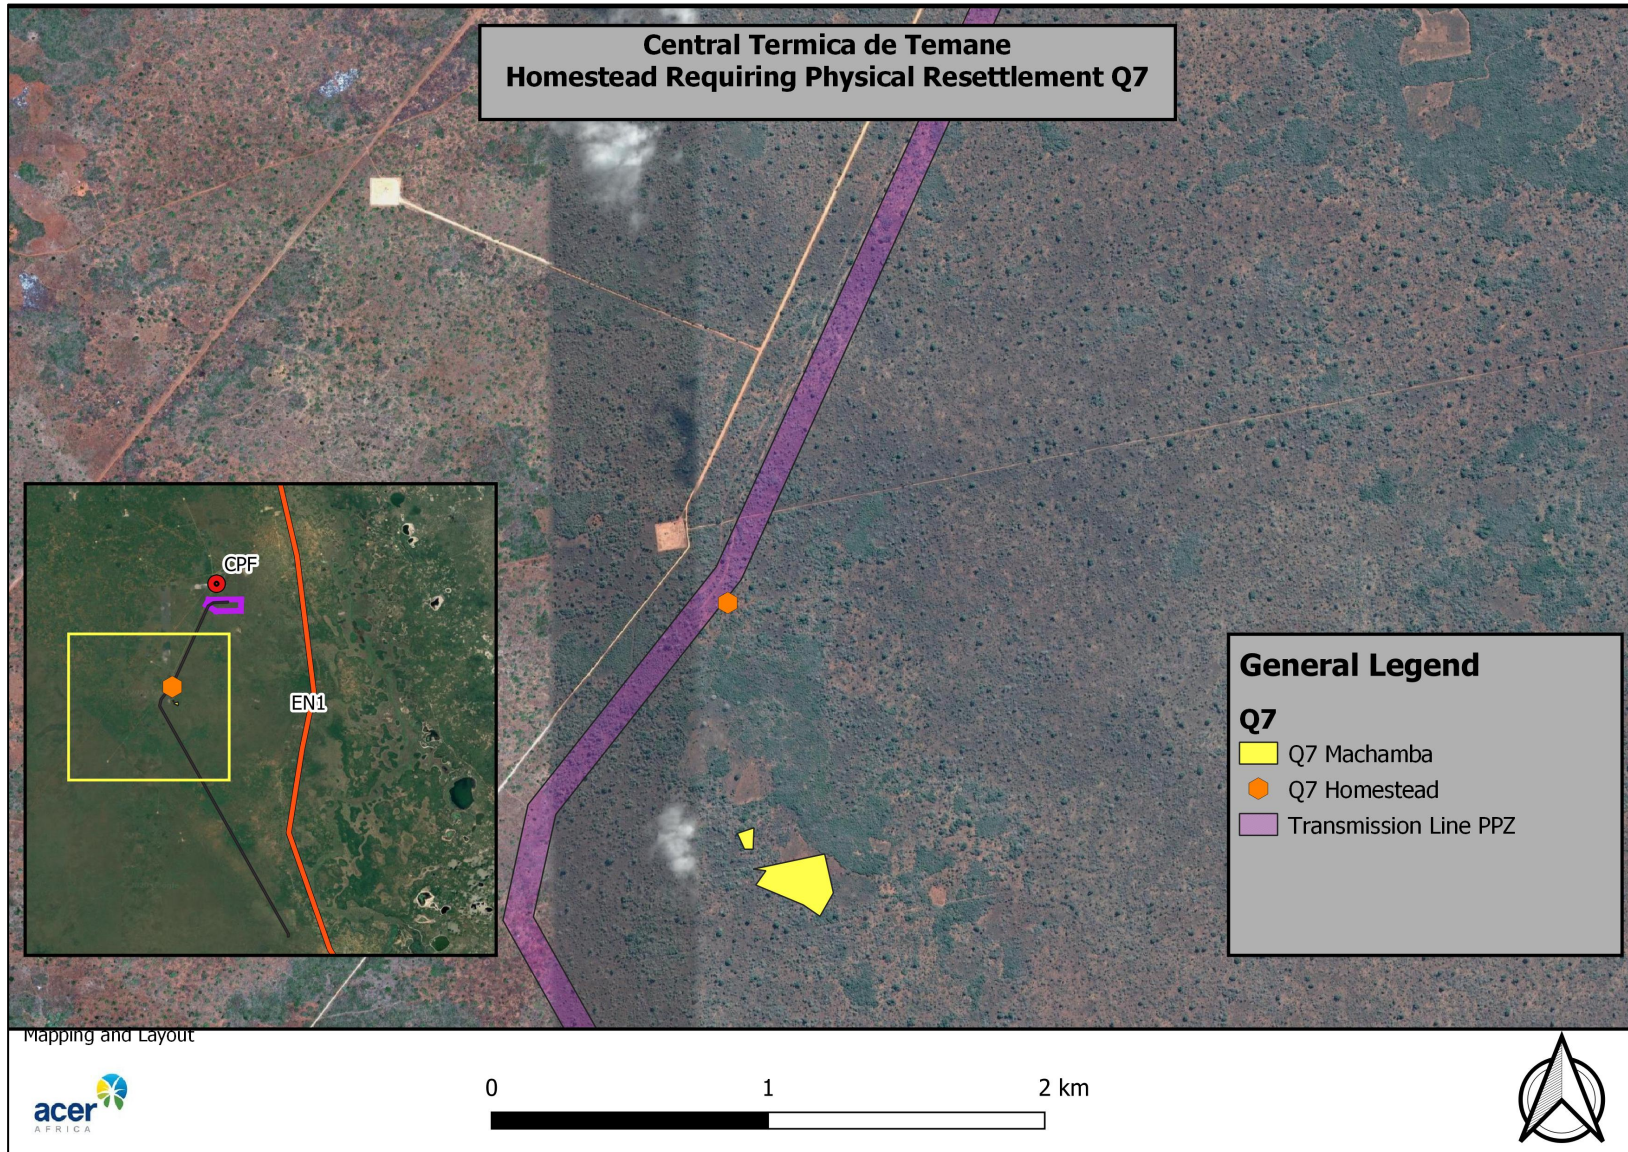 Central Termica de Temane
Homestead Requiring Physical Resettlement Q7
CPF
EN1
General Legend
Q7
Q7 Machamba
Q7 Homestead
Transmission Line PPZ
Mapping and Layout
acer
AFRICA
0 1 2 km